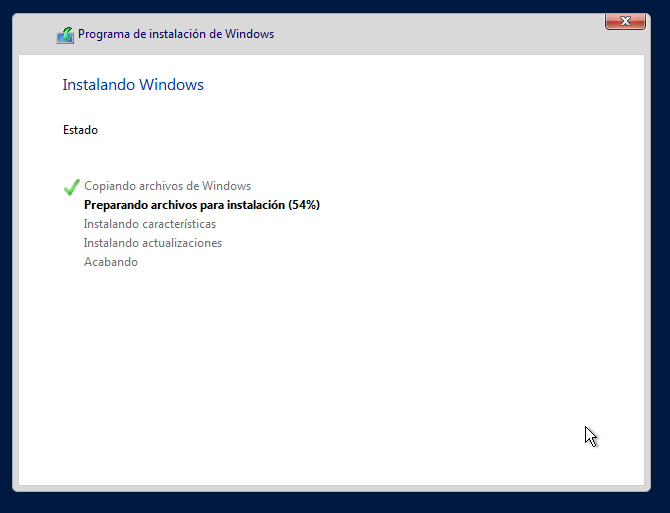 Programa de instalación de Windows
Instalando Windows
Estado
Copiando archivos de Windows
Preparando archivos para instalación (54%)
Instalando características
Instalando actualizaciones
Acabando